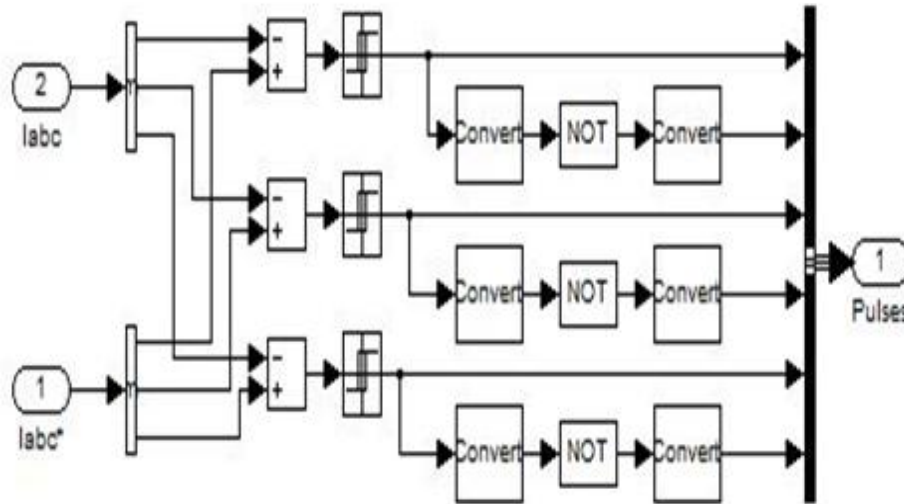 2
Iabc
1
Iabc*
-
+
-
+
-
+
Convert NOT Convert
Convert NOT Convert
Convert NOT Convert
1
Pulses